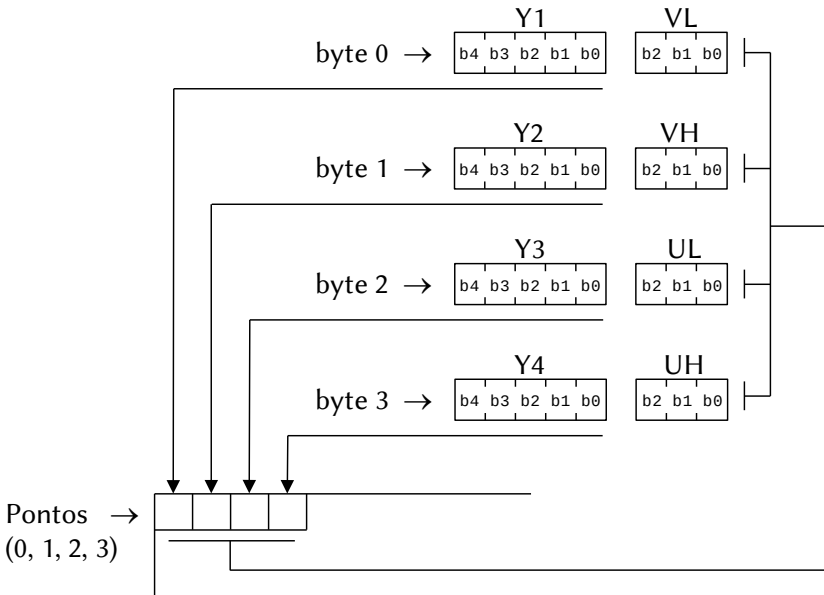 Y1 VL
byte 0 → b4 b3 b2 b1 b0 b2 b1 b0
Y2 VH
byte 1 → b4 b3 b2 b1 b0 b2 b1 b0
Y3 UL
byte 2 → b4 b3 b2 b1 b0 b2 b1 b0
Y4 UH
byte 3 → b4 b3 b2 b1 b0 b2 b1 b0
Pontos →
(0, 1, 2, 3)